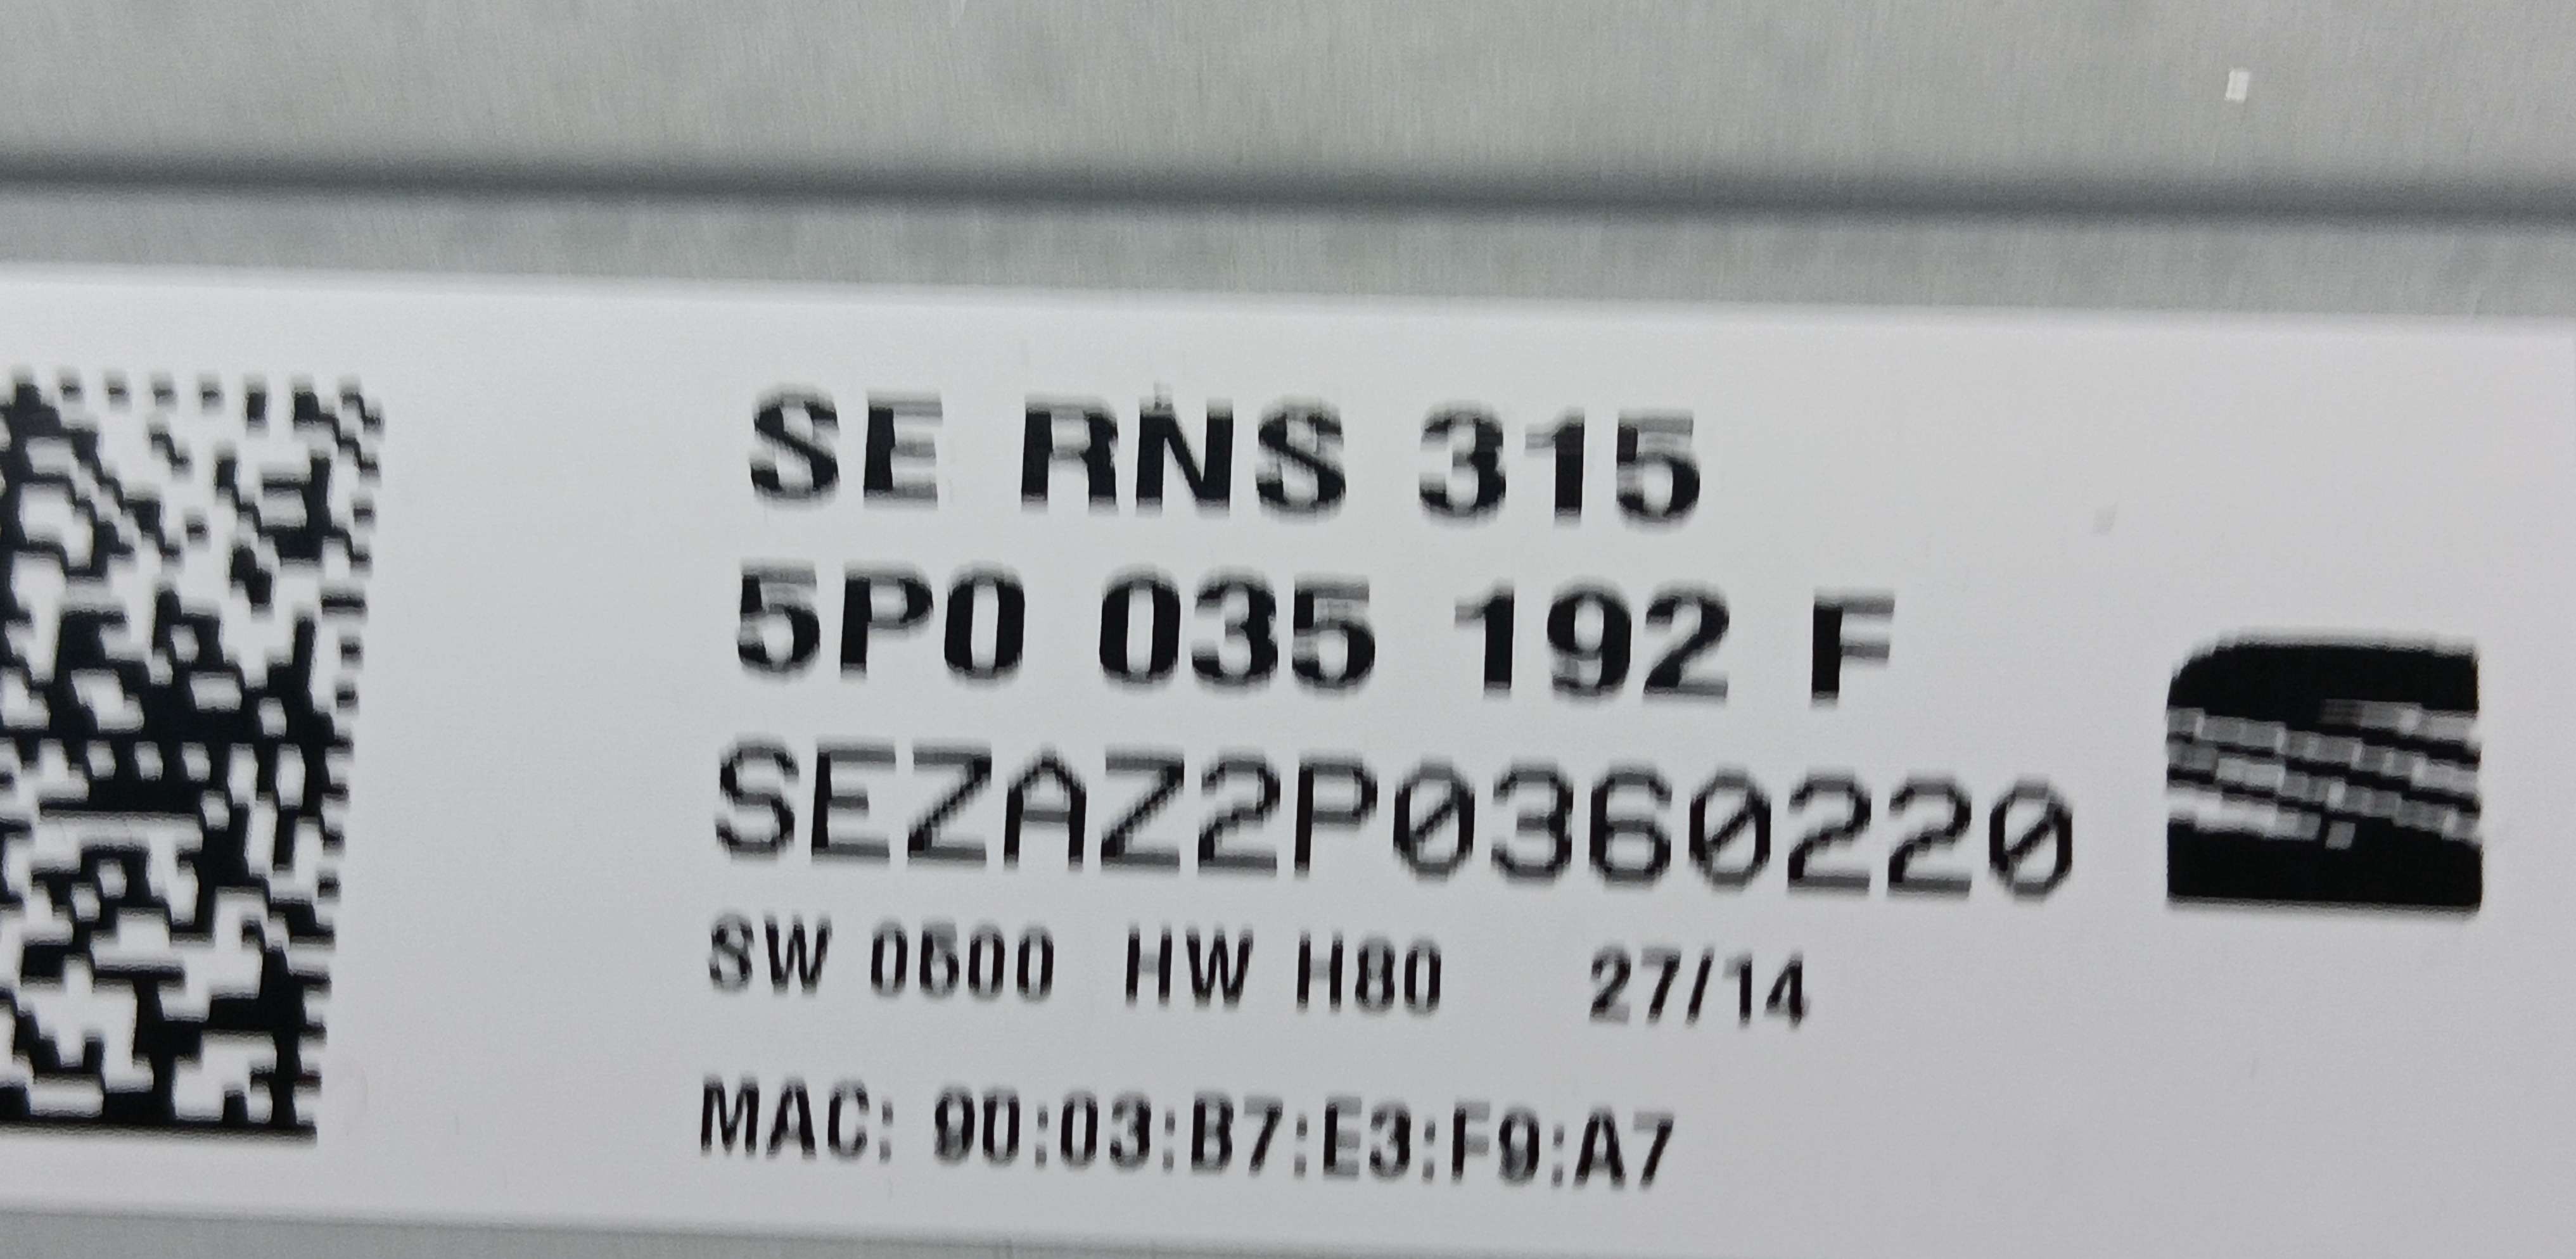 SE RNS 315
5P0 035 192 F
SEZAZ2P0360220
SW 0500 HW H80 27/14
MAC: 90:03:B7:E3:F9:A7